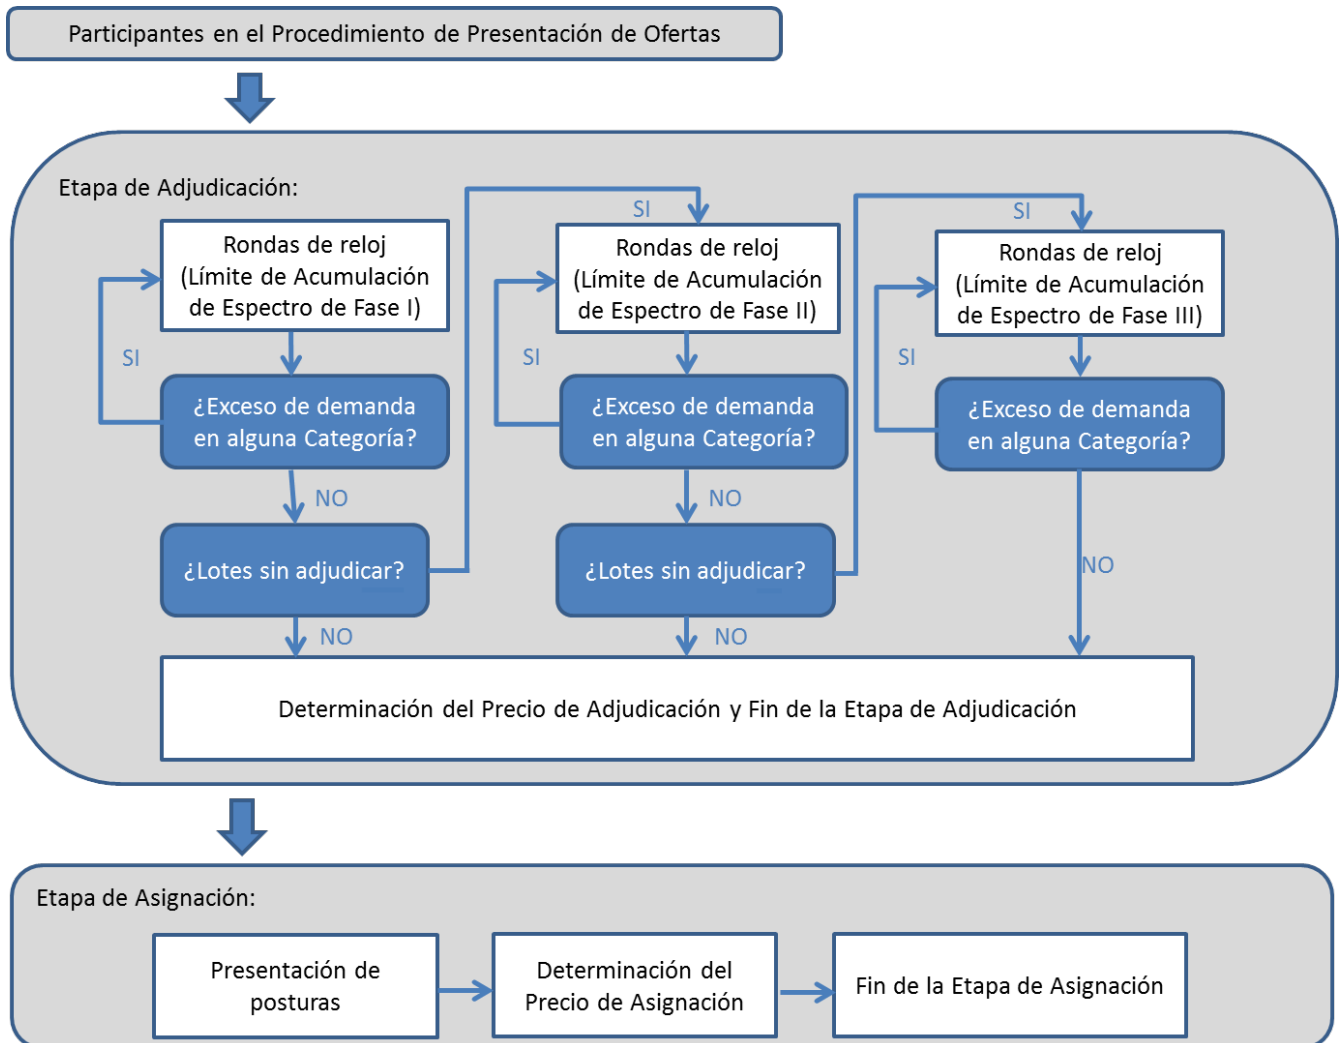 Participantes en el Procedimiento de Presentación de Ofertas
Etapa de Adjudicación:
Rondas de reloj
(Límite de Acumulación
de Espectro de Fase I)
SI
¿Exceso de demanda
en alguna Categoría?
NO
¿Lotes sin adjudicar?
NO
SI
Rondas de reloj
(Límite de Acumulación
de Espectro de Fase II)
SI
¿Exceso de demanda
en alguna Categoría?
NO
¿Lotes sin adjudicar?
NO
SI
Rondas de reloj
(Límite de Acumulación
de Espectro de Fase III)
SI
¿Exceso de demanda
en alguna Categoría?
NO
Determinación del Precio de Adjudicación y Fin de la Etapa de Adjudicación
Etapa de Asignación:
Presentación de
posturas
Determinación del
Precio de Asignación
Fin de la Etapa de Asignación